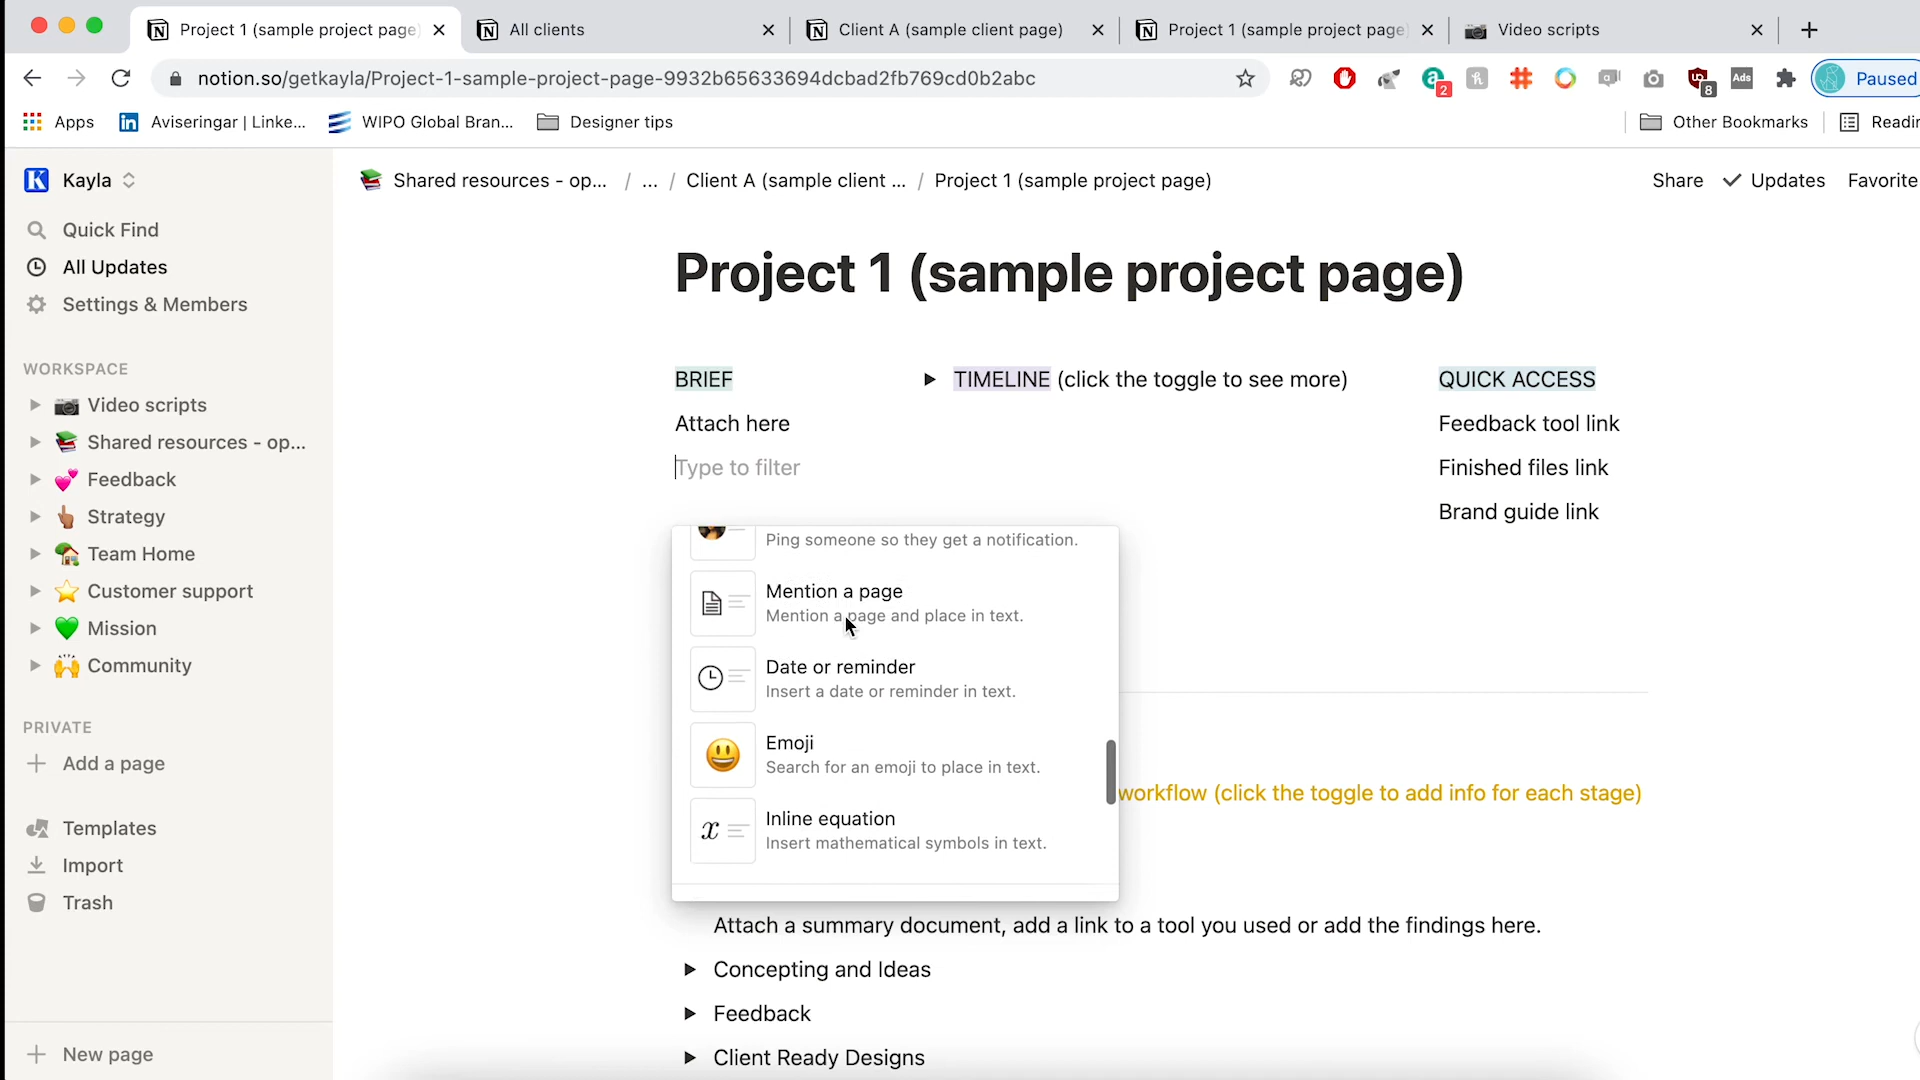 Project 1 (sample project page)
All clients
Client A (sample client page)
Project 1 (sample project page
Video scripts
notion.so/getkayla/Project-1-sample-project-page-9932b65633694dcbad2fb769cd0b2abc
2
8
Ads
Paused
Apps
Aviseringar | Linke...
WIPO Global Bran...
Designer tips
Other Bookmarks
Readin
K Kayla
Shared resources - op... / ... / Client A (sample client ... / Project 1 (sample project page)
Share
Updates
Favorite
Quick Find
All Updates
Settings & Members
WORKSPACE
Video scripts
Shared resources - op...
Feedback
Strategy
Team Home
Customer support
Mission
Community
PRIVATE
Add a page
Templates
Import
Trash
New page
Project 1 (sample project page)
BRIEF
Attach here
Type to filter
TIMELINE (click the toggle to see more)
QUICK ACCESS
Feedback tool link
Finished files link
Brand guide link
Ping someone so they get a notification.
Mention a page
Mention a page and place in text.
Date or reminder
Insert a date or reminder in text.
Emoji
Search for an emoji to place in text.
Inline equation
Insert mathematical symbols in text.
workflow (click the toggle to add info for each stage)
Attach a summary document, add a link to a tool you used or add the findings here.
Concepting and Ideas
Feedback
Client Ready Designs